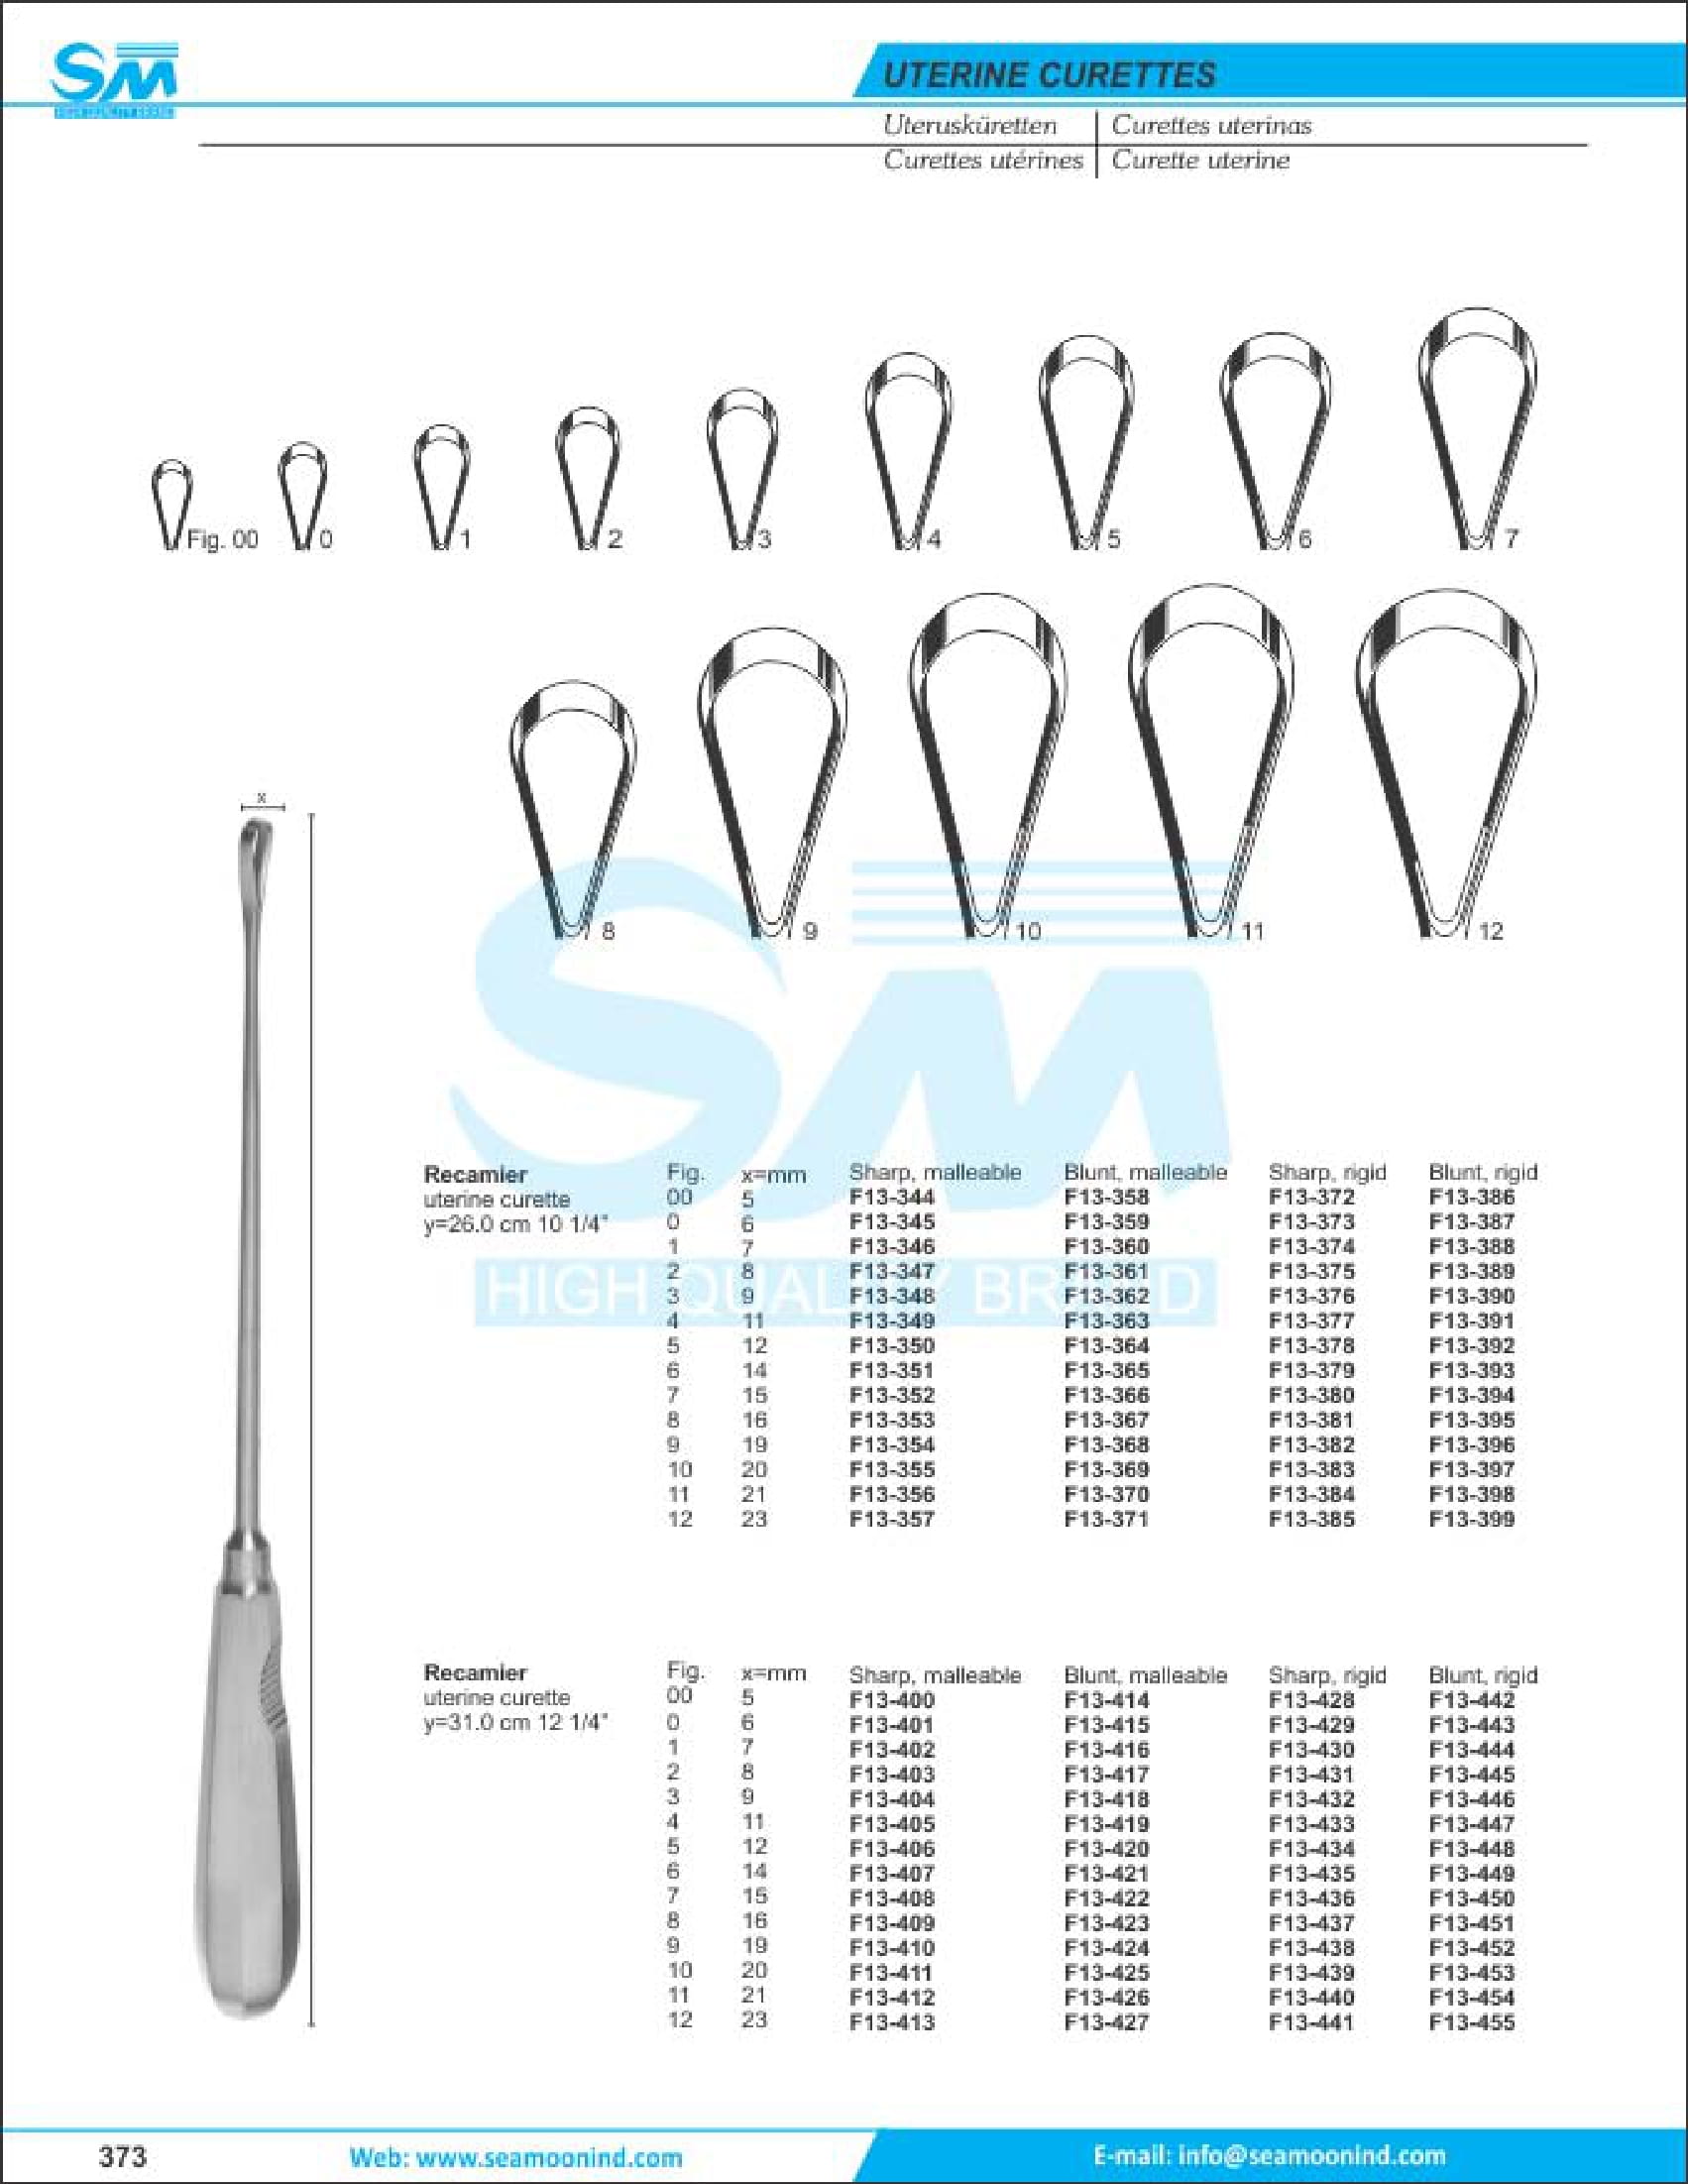 SM
UTERINE CURETTES
Uterusküretten Curettes uterinas
Curettes utérines Curette uterine
Fig. 00 0 1 2 3 4 5 6 7
8 9 10 11 12
x
SM
HIGH QUALITY BRAND
Recamier Fig. x=mm Sharp, malleable Blunt, malleable Sharp, rigid Blunt, rigid
uterine curette 00 5 F13-344 F13-358 F13-372 F13-386
y=26.0 cm 10 1/4" 0 6 F13-345 F13-359 F13-373 F13-387
1 7 F13-346 F13-360 F13-374 F13-388
2 8 F13-347 F13-361 F13-375 F13-389
3 9 F13-348 F13-362 F13-376 F13-390
4 11 F13-349 F13-363 F13-377 F13-391
5 12 F13-350 F13-364 F13-378 F13-392
6 14 F13-351 F13-365 F13-379 F13-393
7 15 F13-352 F13-366 F13-380 F13-394
8 16 F13-353 F13-367 F13-381 F13-395
9 19 F13-354 F13-368 F13-382 F13-396
10 20 F13-355 F13-369 F13-383 F13-397
11 21 F13-356 F13-370 F13-384 F13-398
12 23 F13-357 F13-371 F13-385 F13-399
Recamier Fig. x=mm Sharp, malleable Blunt, malleable Sharp, rigid Blunt, rigid
uterine curette 00 5 F13-400 F13-414 F13-428 F13-442
y=31.0 cm 12 1/4" 0 6 F13-401 F13-415 F13-429 F13-443
1 7 F13-402 F13-416 F13-430 F13-444
2 8 F13-403 F13-417 F13-431 F13-445
3 9 F13-404 F13-418 F13-432 F13-446
4 11 F13-405 F13-419 F13-433 F13-447
5 12 F13-406 F13-420 F13-434 F13-448
6 14 F13-407 F13-421 F13-435 F13-449
7 15 F13-408 F13-422 F13-436 F13-450
8 16 F13-409 F13-423 F13-437 F13-451
9 19 F13-410 F13-424 F13-438 F13-452
10 20 F13-411 F13-425 F13-439 F13-453
11 21 F13-412 F13-426 F13-440 F13-454
12 23 F13-413 F13-427 F13-441 F13-455
373 Web: www.seamoonind.com E-mail: info@seamoonind.com